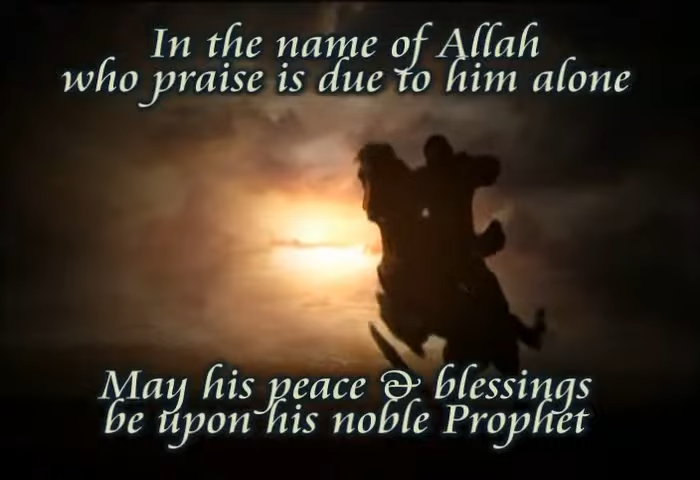 In the name of Allah
who praise is due to him alone
May his peace & blessings
be upon his noble Prophet